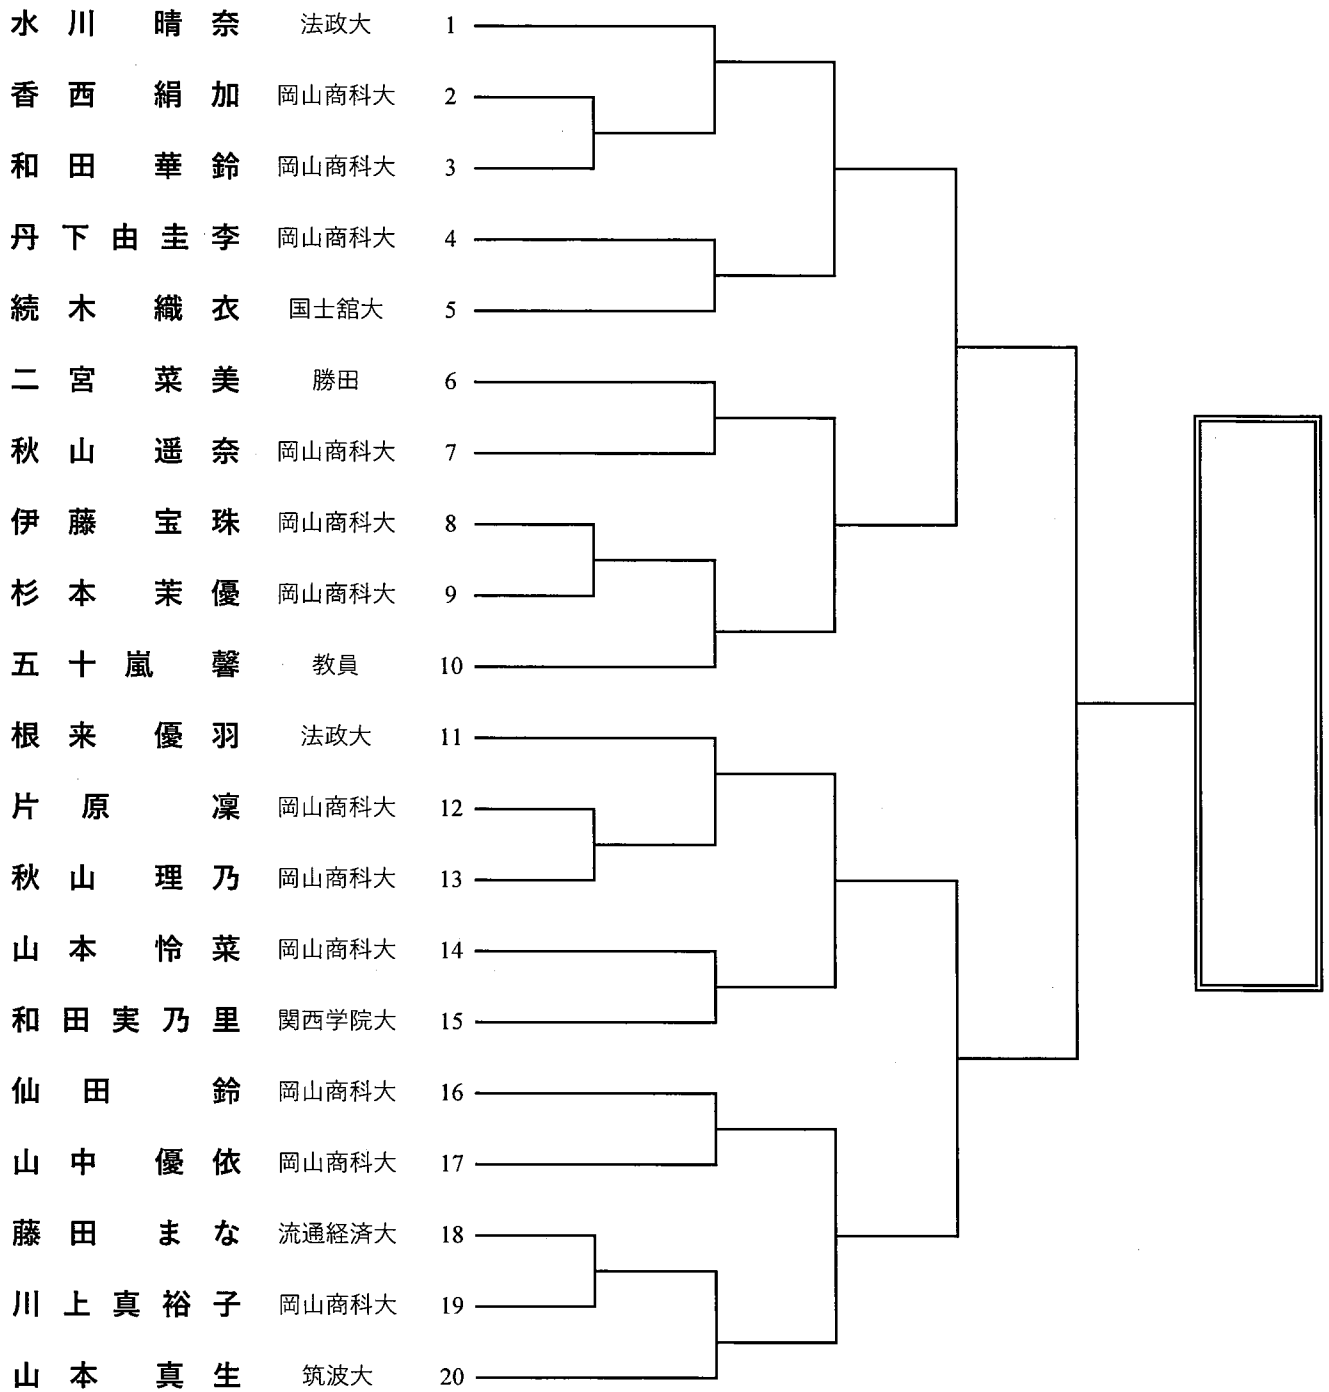 水川 晴奈 法政大 1
香西 絹加 岡山商科大 2
和田 華鈴 岡山商科大 3
丹下由圭李 岡山商科大 4
続木 織衣 国士舘大 5
二宮 菜美 勝田 6
秋山 遥奈 岡山商科大 7
伊藤 宝珠 岡山商科大 8
杉本 茉優 岡山商科大 9
五十嵐 馨 教員 10
根来 優羽 法政大 11
片原 凜 岡山商科大 12
秋山 理乃 岡山商科大 13
山本 怜菜 岡山商科大 14
和田実乃里 関西学院大 15
仙田 鈴 岡山商科大 16
山中 優依 岡山商科大 17
藤田 まな 流通経済大 18
川上真裕子 岡山商科大 19
山本 真生 筑波大 20